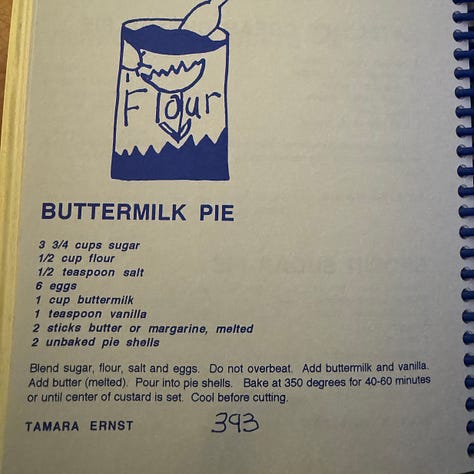 Flour
BUTTERMILK PIE
3 3/4 cups sugar
1/2 cup flour
1/2 teaspoon salt
6 eggs
1 cup buttermilk
1 teaspoon vanilla
2 sticks butter or margarine, melted
2 unbaked pie shells
Blend sugar, flour, salt and eggs. Do not overbeat. Add buttermilk and vanilla.
Add butter (melted). Pour into pie shells. Bake at 350 degrees for 40-60 minutes
or until center of custard is set. Cool before cutting.
TAMARA ERNST 393